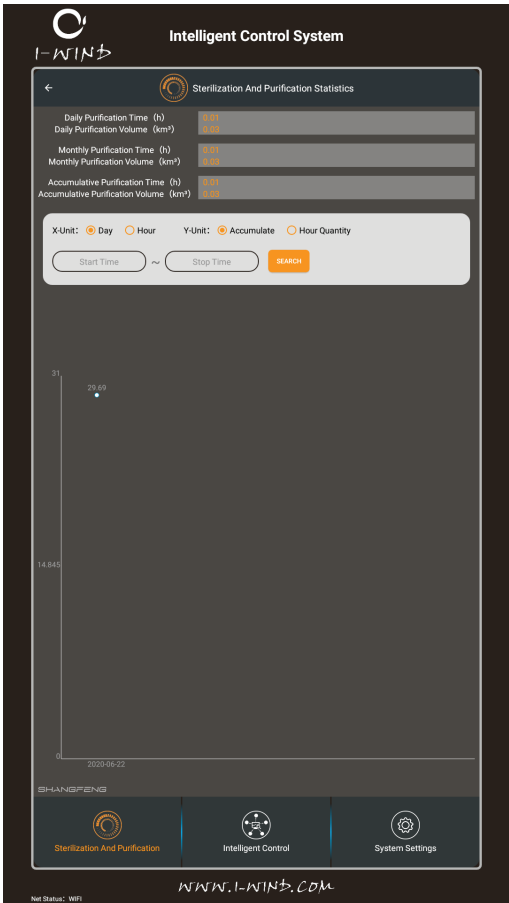 I-WIND
Intelligent Control System
Sterilization And Purification Statistics
Daily Purification Time（h） 0.01
Daily Purification Volume（km³） 0.03
Monthly Purification Time（h） 0.01
Monthly Purification Volume（km³） 0.03
Accumulative Purification Time（h） 0.01
Accumulative Purification Volume（km³） 0.03
X-Unit： Day Hour Y-Unit： Accumulate Hour Quantity
Start Time ~ Stop Time SEARCH
31
29.69
14.845
0
2020-06-22
SHANGFENG
Sterilization And Purification Intelligent Control System Settings
WWW.I-WIND.COM
Net Status：WIFI